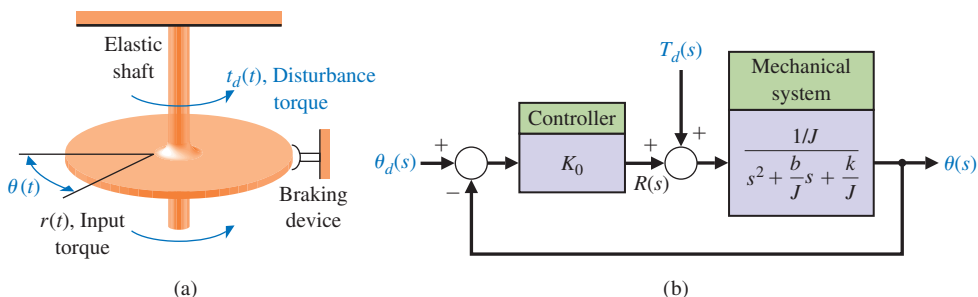 Elastic
shaft
t_d(t), Disturbance
torque
θ(t)
r(t), Input
torque
Braking
device
(a)
T_d(s)
Mechanical
system
Controller
θ_d(s)
+
−
K_0
+
R(s)
+
1/J
s^2 + b/J s + k/J
θ(s)
(b)